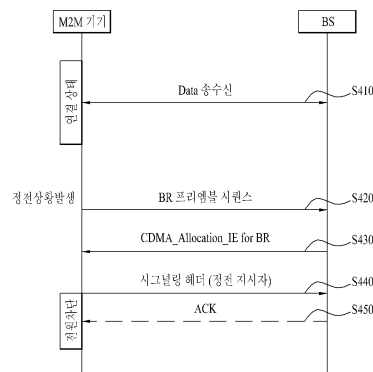 M2M 기기
BS
연결 상태
Data 송수신
S410
정전상황발생
BR 프리앰블 시퀀스
S420
CDMA_Allocation_IE for BR
S430
시그널링 헤더 (정전 지시자)
S440
전원차단
ACK
S450